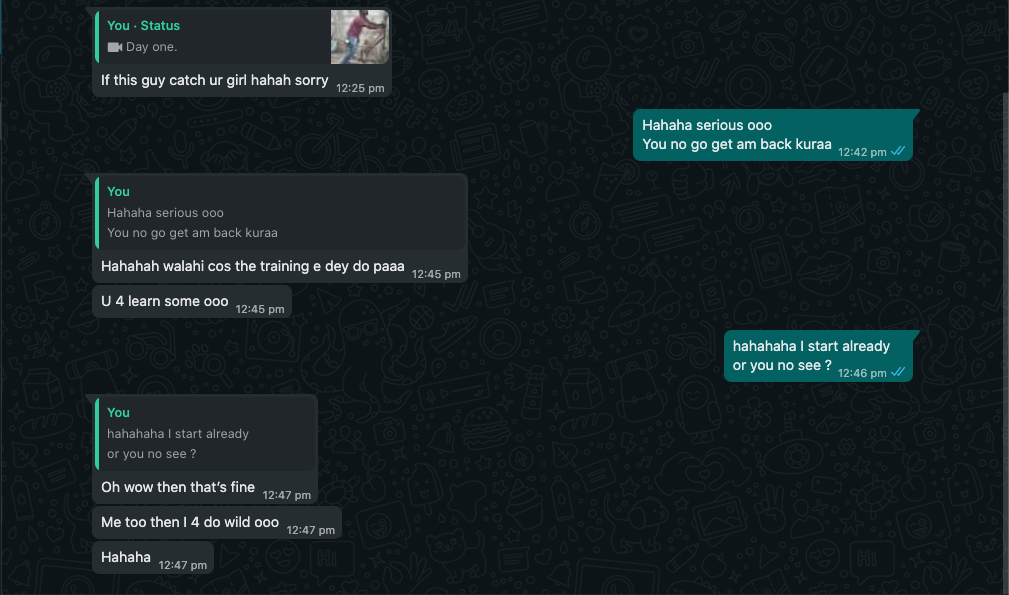 You · Status
Day one.
If this guy catch ur girl hahah sorry
12:25 pm
Hahaha serious ooo
You no go get am back kuraa
12:42 pm
You
Hahaha serious ooo
You no go get am back kuraa
Hahahah walahi cos the training e dey do paaa
12:45 pm
U 4 learn some ooo
12:45 pm
hahahaha I start already
or you no see ?
12:46 pm
You
hahahaha I start already
or you no see ?
Oh wow then that’s fine
12:47 pm
Me too then I 4 do wild ooo
12:47 pm
Hahaha
12:47 pm